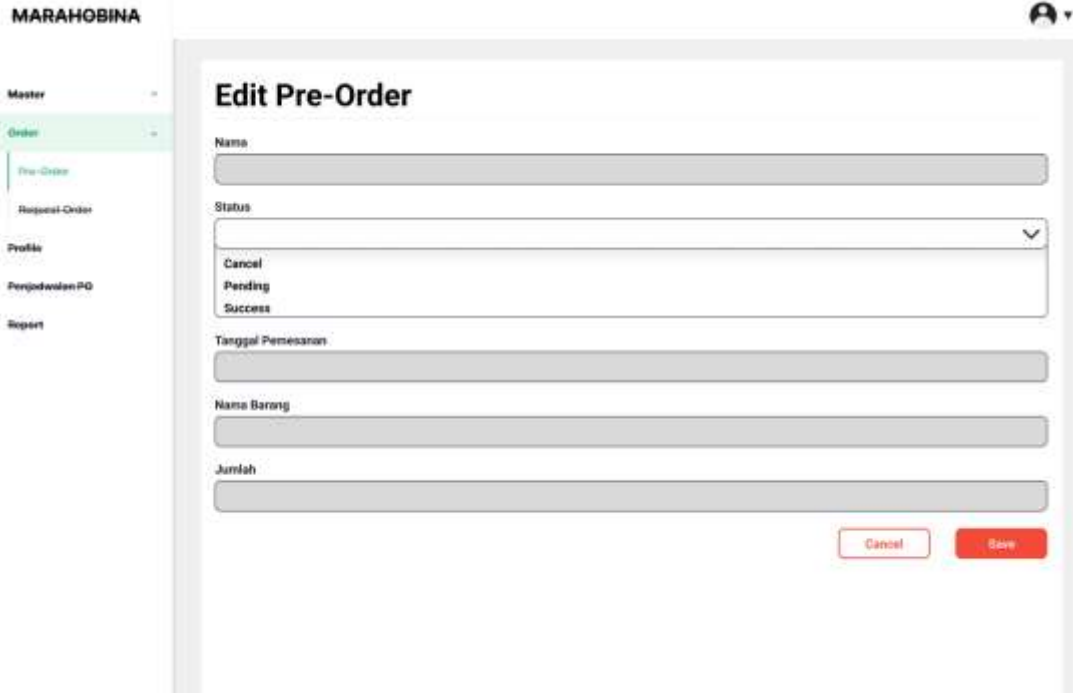 MARAHOBINA
Master
Order
Pre-Order
Request Order
Profile
Penjadwalan PO
Report
Edit Pre-Order
Nama
Status
Cancel
Pending
Success
Tanggal Pemesanan
Nama Barang
Jumlah
Cancel
Save